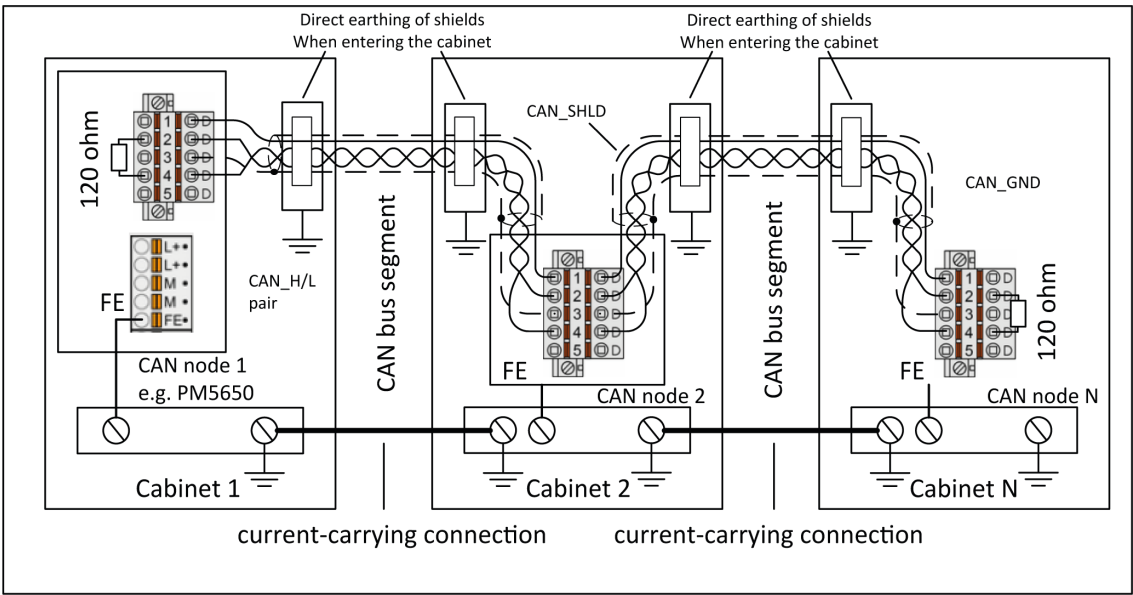 Direct earthing of shields
When entering the cabinet
Direct earthing of shields
When entering the cabinet
CAN_SHLD
CAN_GND
120 ohm
1 D
2
3
4
5 D
L+
L+
M
M
FE
FE
CAN_H/L
pair
CAN node 1
e.g. PM5650
CAN bus segment
1 D
2
3
4
5 D
FE
CAN node 2
CAN bus segment
1 D
2
3 D
4
5 D
120 ohm
FE
CAN node N
Cabinet 1
Cabinet 2
Cabinet N
current-carrying connection
current-carrying connection